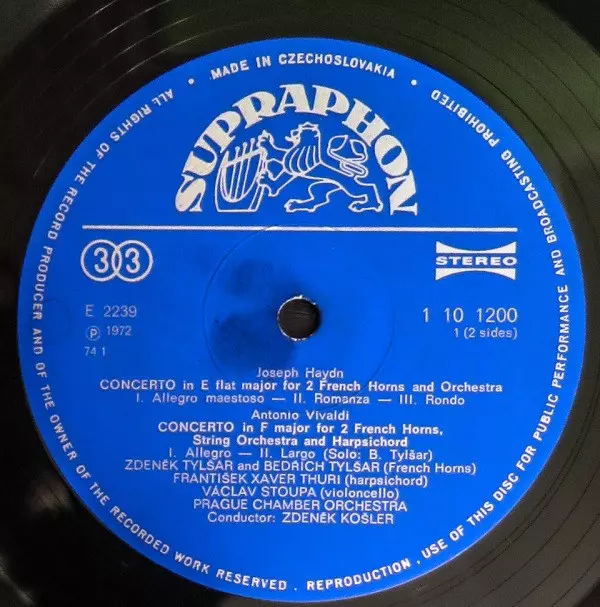 • MADE IN CZECHOSLOVAKIA •
ALL RIGHTS OF THE RECORD PRODUCER AND OF THE OWNER OF THE RECORDED WORK RESERVED . REPRODUCTION , USE OF THIS DISC FOR PUBLIC PERFORMANCE AND BROADCASTING PROHIBITED
SUPRAPHON
33
STEREO
E 2239
1 10 1200
℗ 1972
1 (2 sides)
74 1
Joseph Haydn
CONCERTO in E flat major for 2 French Horns and Orchestra
I. Allegro maestoso — II. Romanza — III. Rondo
Antonio Vivaldi
CONCERTO in F major for 2 French Horns,
String Orchestra and Harpsichord
I. Allegro — II. Largo (Solo: B. Tylšar)
ZDENĚK TYLŠAR and BEDŘICH TYLŠAR (French Horns)
FRANTIŠEK XAVER THURI (harpsichord)
VÁCLAV STOUPA (violoncello)
PRAGUE CHAMBER ORCHESTRA
Conductor: ZDENĚK KOŠLER